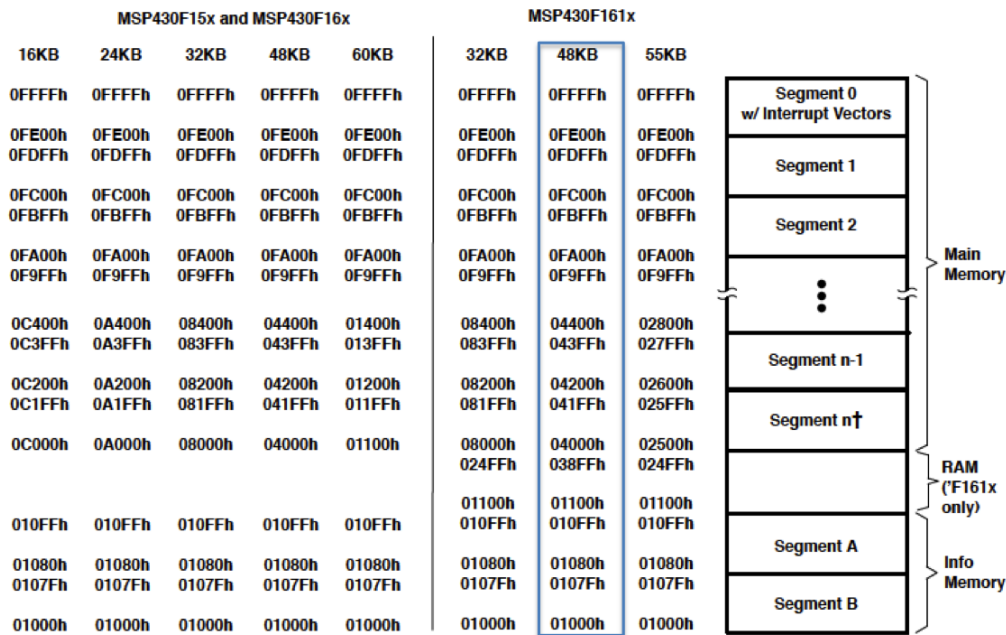 MSP430F15x and MSP430F16x MSP430F161x
16KB 24KB 32KB 48KB 60KB 32KB 48KB 55KB
0FFFFh 0FFFFh 0FFFFh 0FFFFh 0FFFFh 0FFFFh 0FFFFh 0FFFFh Segment 0
w/ Interrupt Vectors
0FE00h 0FE00h 0FE00h 0FE00h 0FE00h 0FE00h 0FE00h 0FE00h
0FDFFh 0FDFFh 0FDFFh 0FDFFh 0FDFFh 0FDFFh 0FDFFh 0FDFFh
Segment 1
0FC00h 0FC00h 0FC00h 0FC00h 0FC00h 0FC00h 0FC00h 0FC00h
0FBFFh 0FBFFh 0FBFFh 0FBFFh 0FBFFh 0FBFFh 0FBFFh 0FBFFh
Segment 2
0FA00h 0FA00h 0FA00h 0FA00h 0FA00h 0FA00h 0FA00h 0FA00h Main
0F9FFh 0F9FFh 0F9FFh 0F9FFh 0F9FFh 0F9FFh 0F9FFh 0F9FFh Memory
0C400h 0A400h 08400h 04400h 01400h 08400h 04400h 02800h
0C3FFh 0A3FFh 083FFh 043FFh 013FFh 083FFh 043FFh 027FFh
Segment n-1
0C200h 0A200h 08200h 04200h 01200h 08200h 04200h 02600h
0C1FFh 0A1FFh 081FFh 041FFh 011FFh 081FFh 041FFh 025FFh
Segment n†
0C000h 0A000h 08000h 04000h 01100h 08000h 04000h 02500h
024FFh 038FFh 024FFh RAM
('F161x
01100h 01100h 01100h only)
010FFh 010FFh 010FFh 010FFh 010FFh 010FFh 010FFh 010FFh
Segment A
01080h 01080h 01080h 01080h 01080h 01080h 01080h 01080h Info
0107Fh 0107Fh 0107Fh 0107Fh 0107Fh 0107Fh 0107Fh 0107Fh Memory
Segment B
01000h 01000h 01000h 01000h 01000h 01000h 01000h 01000h